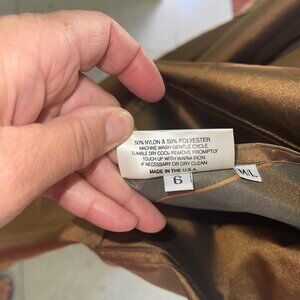 50% NYLON & 50% POLYESTER
MACHINE WASH GENTLE CYCLE
TUMBLE DRY COOL-REMOVE PROMPTLY
TOUCH UP WITH WARM IRON
IF NECESSARY OR DRY CLEAN
MADE IN THE U.S.A.
6
M/L